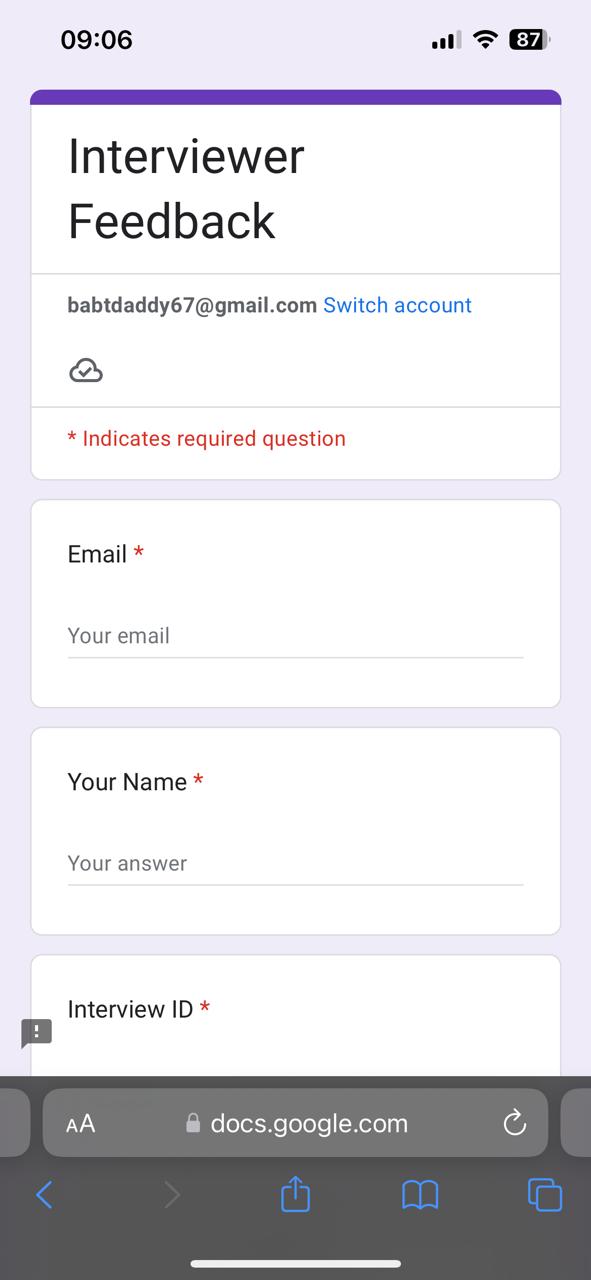 09:06
87
Interviewer
Feedback
babtdaddy67@gmail.com Switch account
* Indicates required question
Email *
Your email
Your Name *
Your answer
Interview ID *
AA docs.google.com